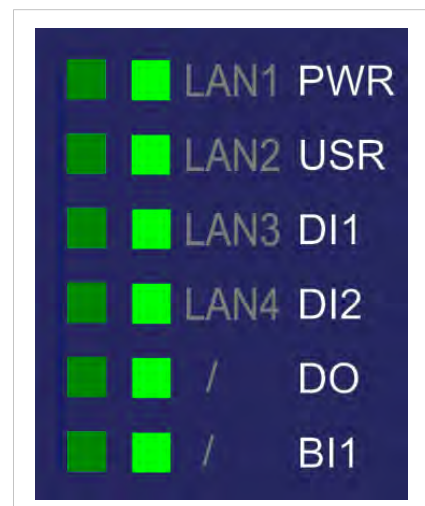 LAN1 PWR
LAN2 USR
LAN3 DI1
LAN4 DI2
/ DO
/ BI1